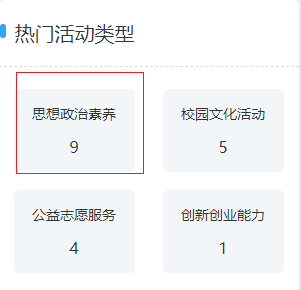 热门活动类型
思想政治素养
9
校园文化活动
5
公益志愿服务
4
创新创业能力
1